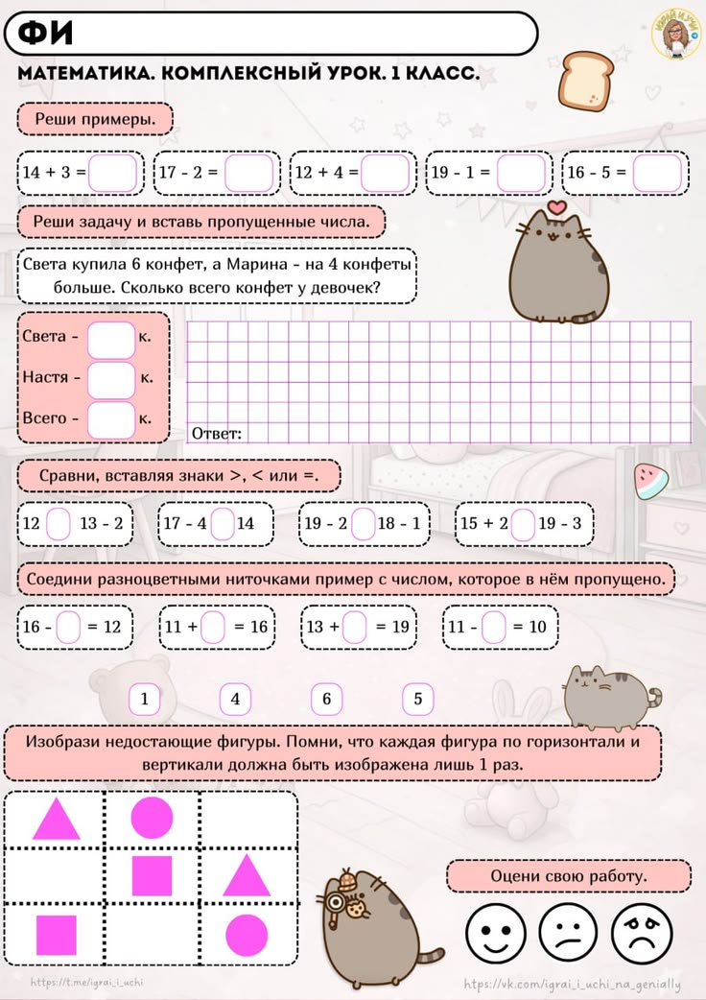 ФИ
ИГРАЙ И УЧИ
МАТЕМАТИКА. КОМПЛЕКСНЫЙ УРОК. 1 КЛАСС.
Реши примеры.
14 + 3 = 17 - 2 = 12 + 4 = 19 - 1 = 16 - 5 =
Реши задачу и вставь пропущенные числа.
Света купила 6 конфет, а Марина - на 4 конфеты
больше. Сколько всего конфет у девочек?
Света - к.
Настя - к.
Всего - к.
Ответ:
Сравни, вставляя знаки >, < или =.
12 13 - 2 17 - 4 14 19 - 2 18 - 1 15 + 2 19 - 3
Соедини разноцветными ниточками пример с числом, которое в нём пропущено.
16 - = 12 11 + = 16 13 + = 19 11 - = 10
1 4 6 5
Изобрази недостающие фигуры. Помни, что каждая фигура по горизонтали и
вертикали должна быть изображена лишь 1 раз.
Оцени свою работу.
https://t.me/igrai_i_uchi
https://vk.com/igrai_i_uchi_na_genially